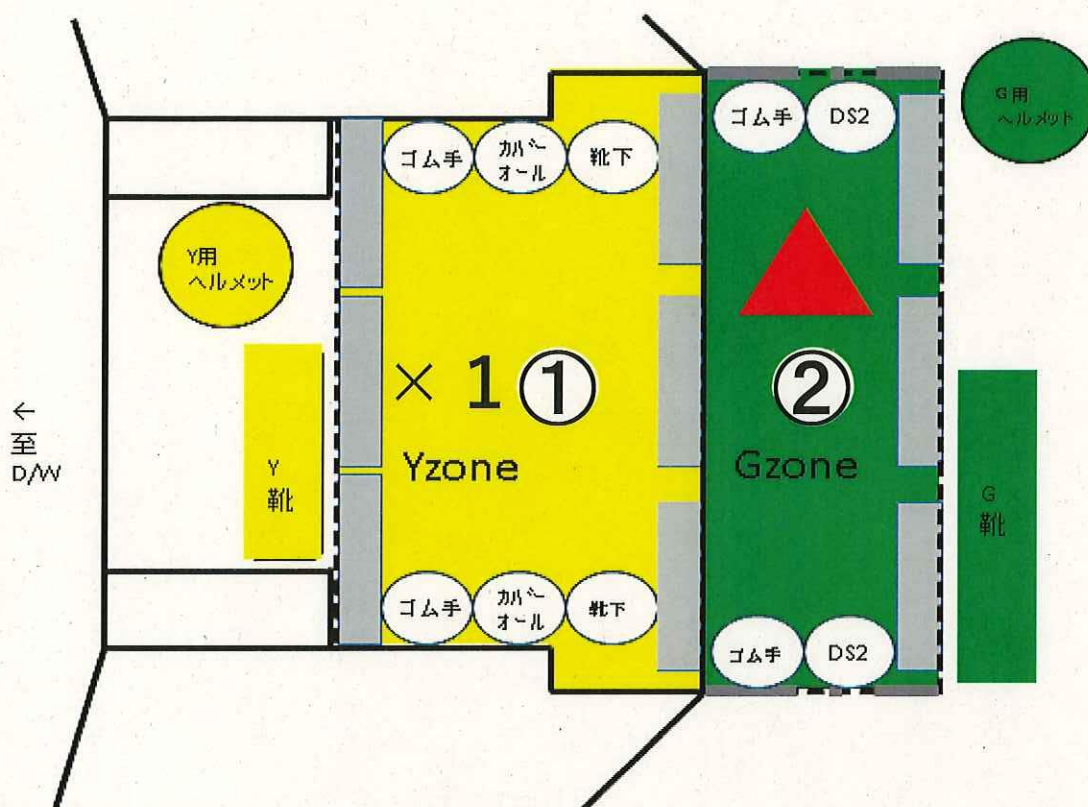 G用
ヘルメット
ゴム手
DS2
ゴム手
カバー
オール
靴下
Y用
ヘルメット
× 1 ①
②
←
至
D/W
Yzone
Gzone
Y
靴
G
靴
ゴム手
カバー
オール
靴下
ゴム手
DS2